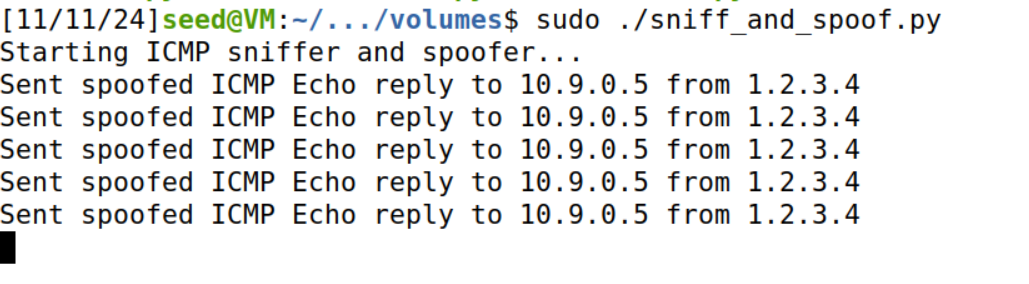 [11/11/24]seed@VM:~/.../volumes$ sudo ./sniff_and_spoof.py
Starting ICMP sniffer and spoofer...
Sent spoofed ICMP Echo reply to 10.9.0.5 from 1.2.3.4
Sent spoofed ICMP Echo reply to 10.9.0.5 from 1.2.3.4
Sent spoofed ICMP Echo reply to 10.9.0.5 from 1.2.3.4
Sent spoofed ICMP Echo reply to 10.9.0.5 from 1.2.3.4
Sent spoofed ICMP Echo reply to 10.9.0.5 from 1.2.3.4